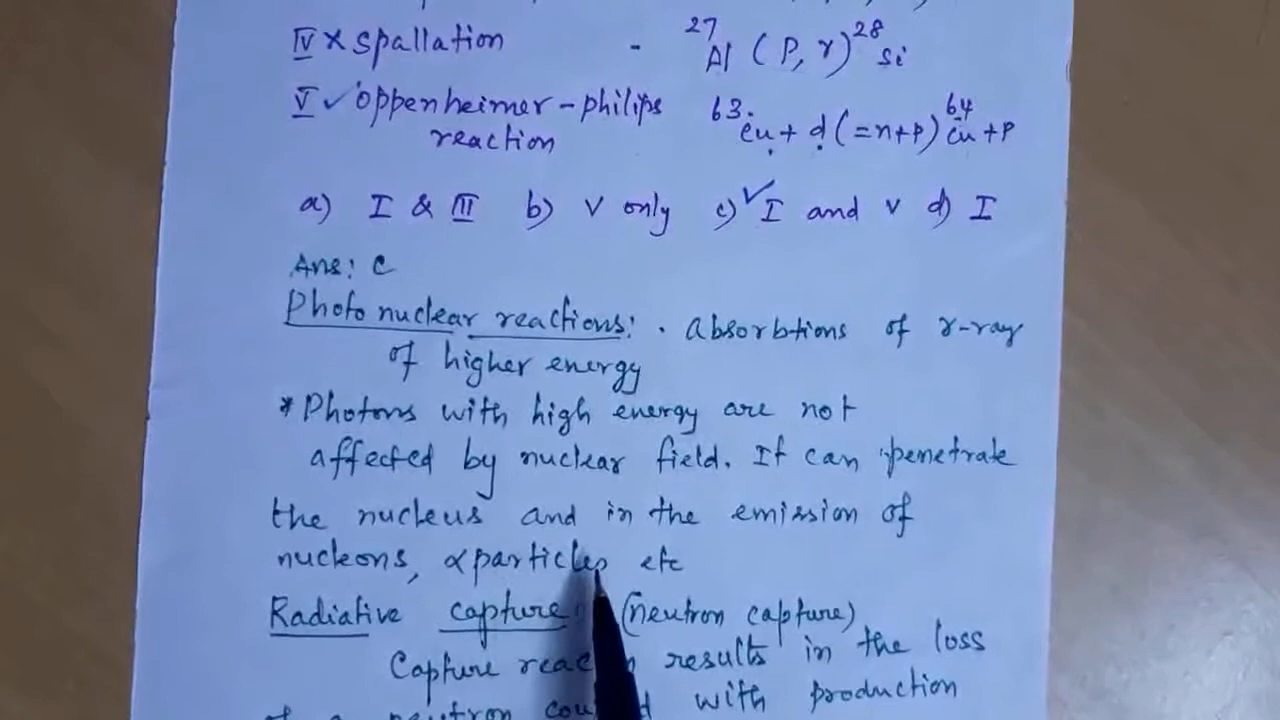 IV × spallation - ²⁷Al (P, γ) ²⁸Si
V ✓ oppenheimer - philips reaction ⁶³Cu + d (=n+p) ⁶⁴Cu + P
a) I & III b) V only c) ✓ I and V d) I
Ans: C
Photo nuclear reactions: . Absorbtions of γ-ray
of higher energy
* Photons with high energy are not
affected by nuclear field. It can penetrate
the nucleus and in the emission of
nucleons, α particles etc
Radiative capture (neutron capture)
Capture results in the loss
of a neutron with production